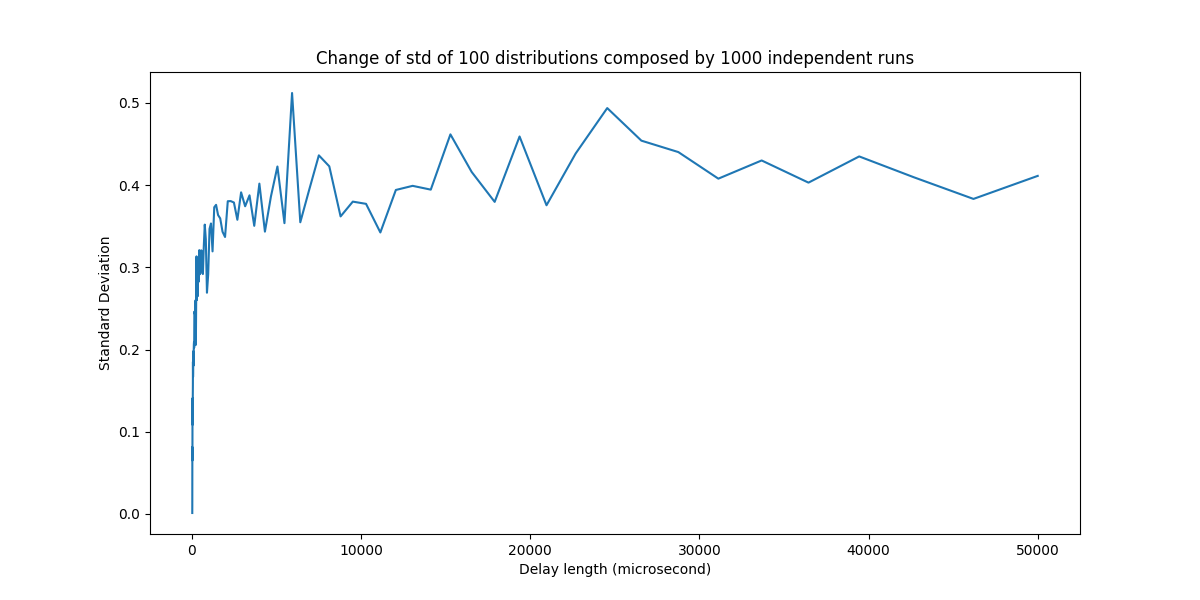 Change of std of 100 distributions composed by 1000 independent runs
0.5
0.4
0.3
0.2
0.1
0.0
Standard Deviation
0 10000 20000 30000 40000 50000
Delay length (microsecond)